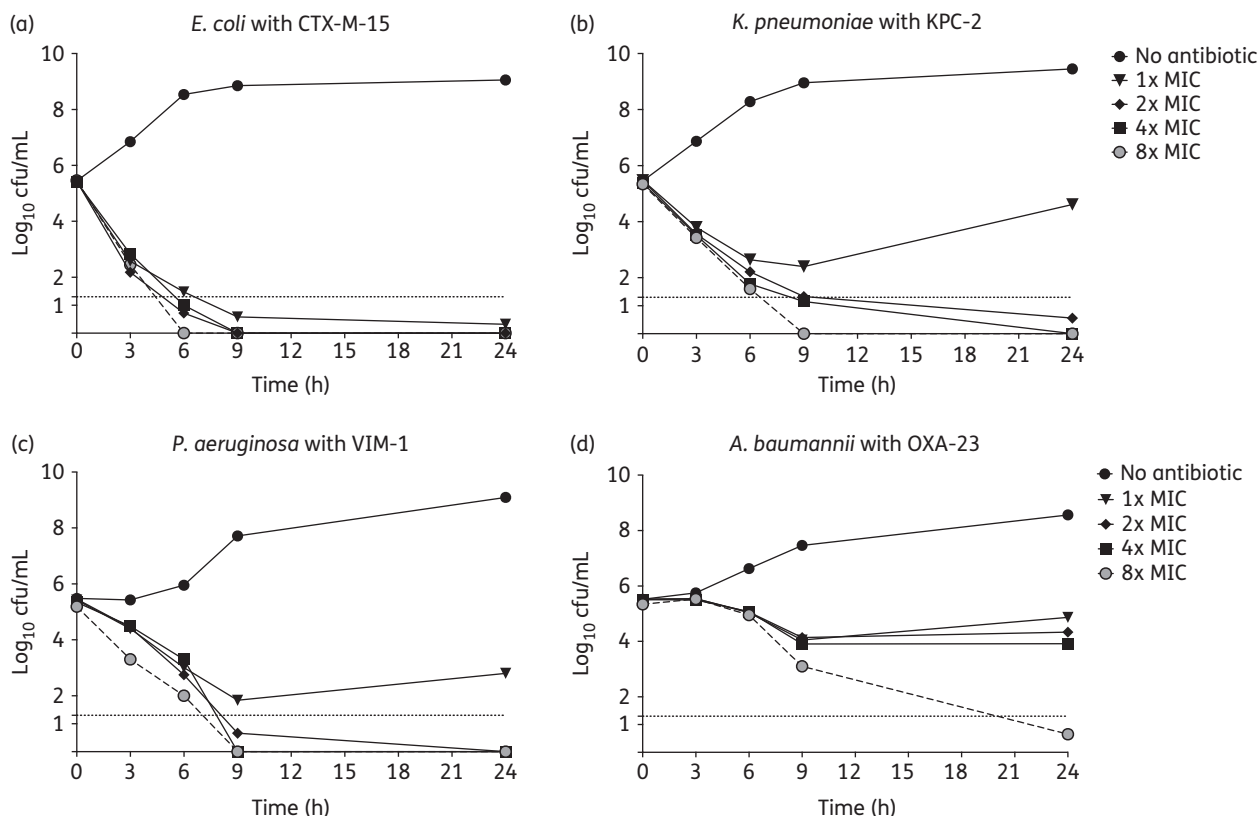 (a) E. coli with CTX-M-15
10
8
6
4
2
1
Log10 cfu/mL
0 3 6 9 12 15 18 21 24
Time (h)
(b) K. pneumoniae with KPC-2
10
8
6
4
2
1
Log10 cfu/mL
0 3 6 9 12 15 18 21 24
Time (h)
No antibiotic
1x MIC
2x MIC
4x MIC
8x MIC
(c) P. aeruginosa with VIM-1
10
8
6
4
2
1
Log10 cfu/mL
0 3 6 9 12 15 18 21 24
Time (h)
(d) A. baumannii with OXA-23
10
8
6
4
2
1
Log10 cfu/mL
0 3 6 9 12 15 18 21 24
Time (h)
No antibiotic
1x MIC
2x MIC
4x MIC
8x MIC